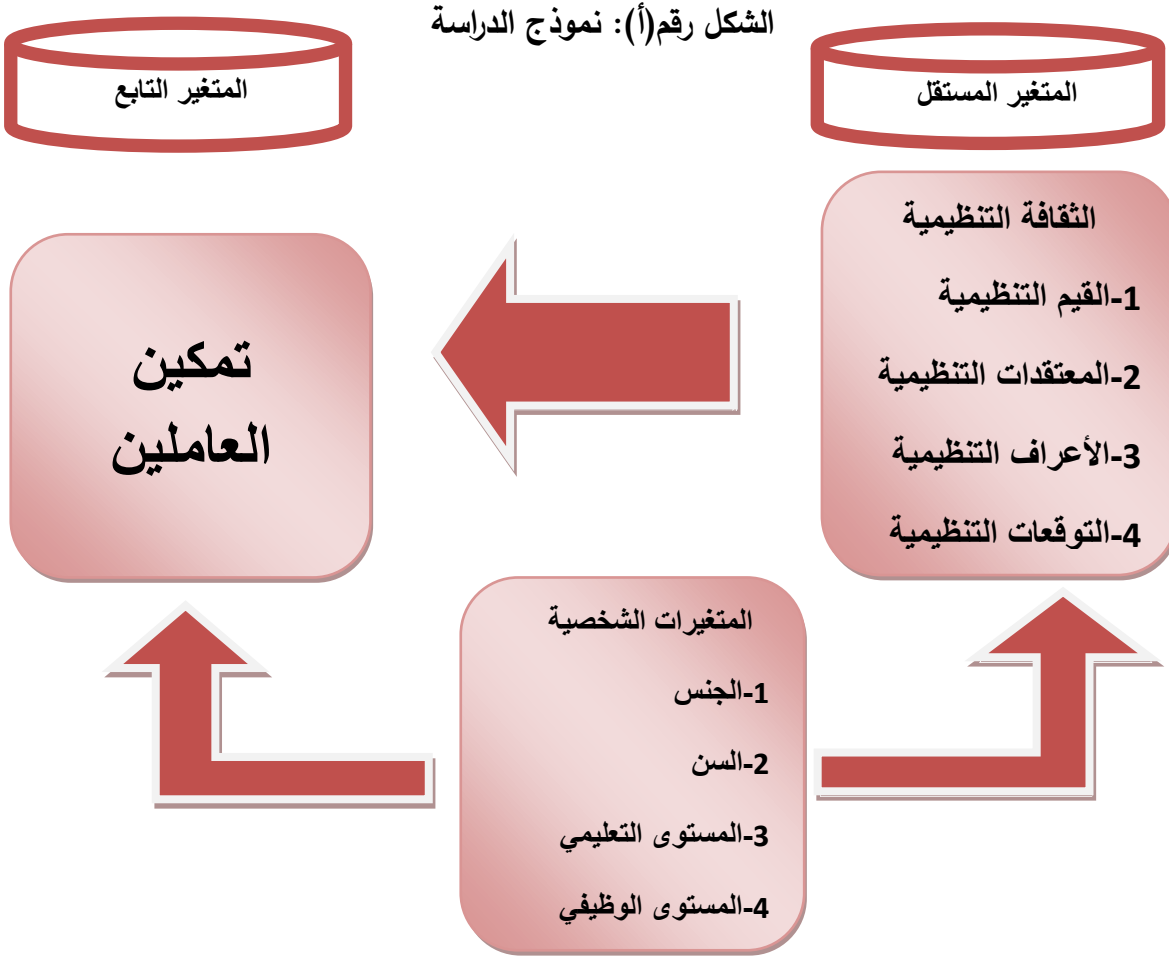 الشكل رقم(أ): نموذج الدراسة
المتغير المستقل
المتغير التابع
الثقافة التنظيمية
1-القيم التنظيمية
2-المعتقدات التنظيمية
3-الأعراف التنظيمية
4-التوقعات التنظيمية
تمكين
العاملين
المتغيرات الشخصية
1-الجنس
2-السن
3-المستوى التعليمي
4-المستوى الوظيفي